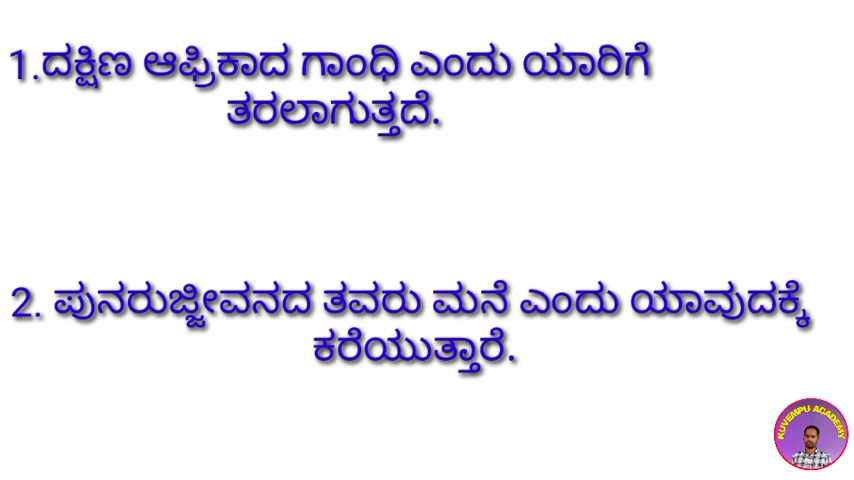 1.ದಕ್ಷಿಣ ಆಫ್ರಿಕಾದ ಗಾಂಧಿ ಎಂದು ಯಾರಿಗೆ
ತರಲಾಗುತ್ತದೆ.
2. ಪುನರುಜ್ಜೀವನದ ತವರು ಮನೆ ಎಂದು ಯಾವುದಕ್ಕೆ
ಕರೆಯುತ್ತಾರೆ.
KUVEMPU ACADEMY